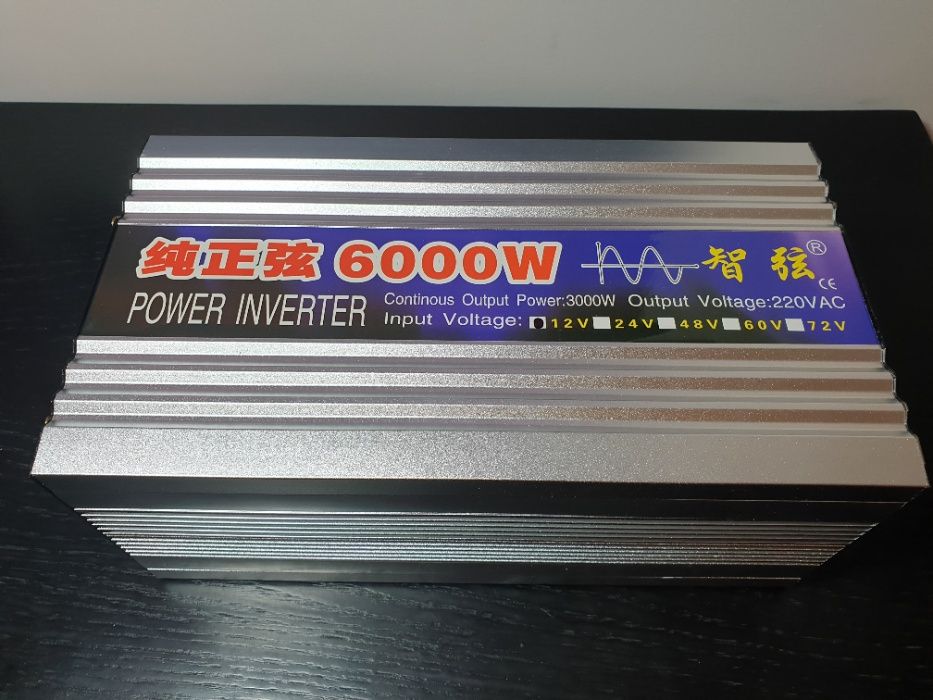 纯正弦 6000W 智弦®
POWER INVERTER
Continous Output Power:3000W Output Voltage:220VAC
Input Voltage: 12V 24V 48V 60V 72V
CE